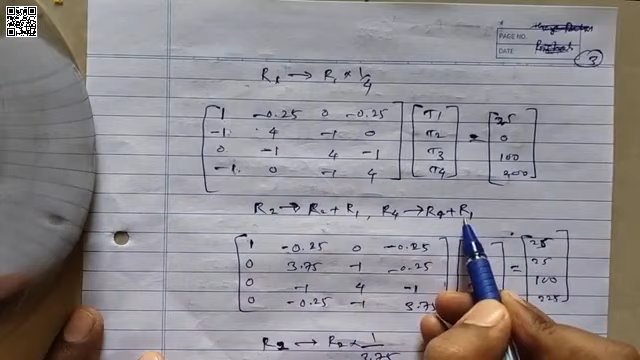 PAGE NO.
DATE
3
R1 → R1 × 1/4
[ 1 -0.25 0 -0.25 ] [ T1 ] = [ 25 ]
[ -1 4 -1 0 ] [ T2 ] [ 0 ]
[ 0 -1 4 -1 ] [ T3 ] [ 100 ]
[ -1 0 -1 4 ] [ T4 ] [ 200 ]
R2 → R2 + R1, R4 → R4 + R1
[ 1 -0.25 0 -0.25 ] = [ 25 ]
[ 0 3.75 -1 -0.25 ] [ 25 ]
[ 0 -1 4 -1 ] [ 100 ]
[ 0 -0.25 -1 3.75 ] [ 225 ]
R2 → R2 × 1/3.75